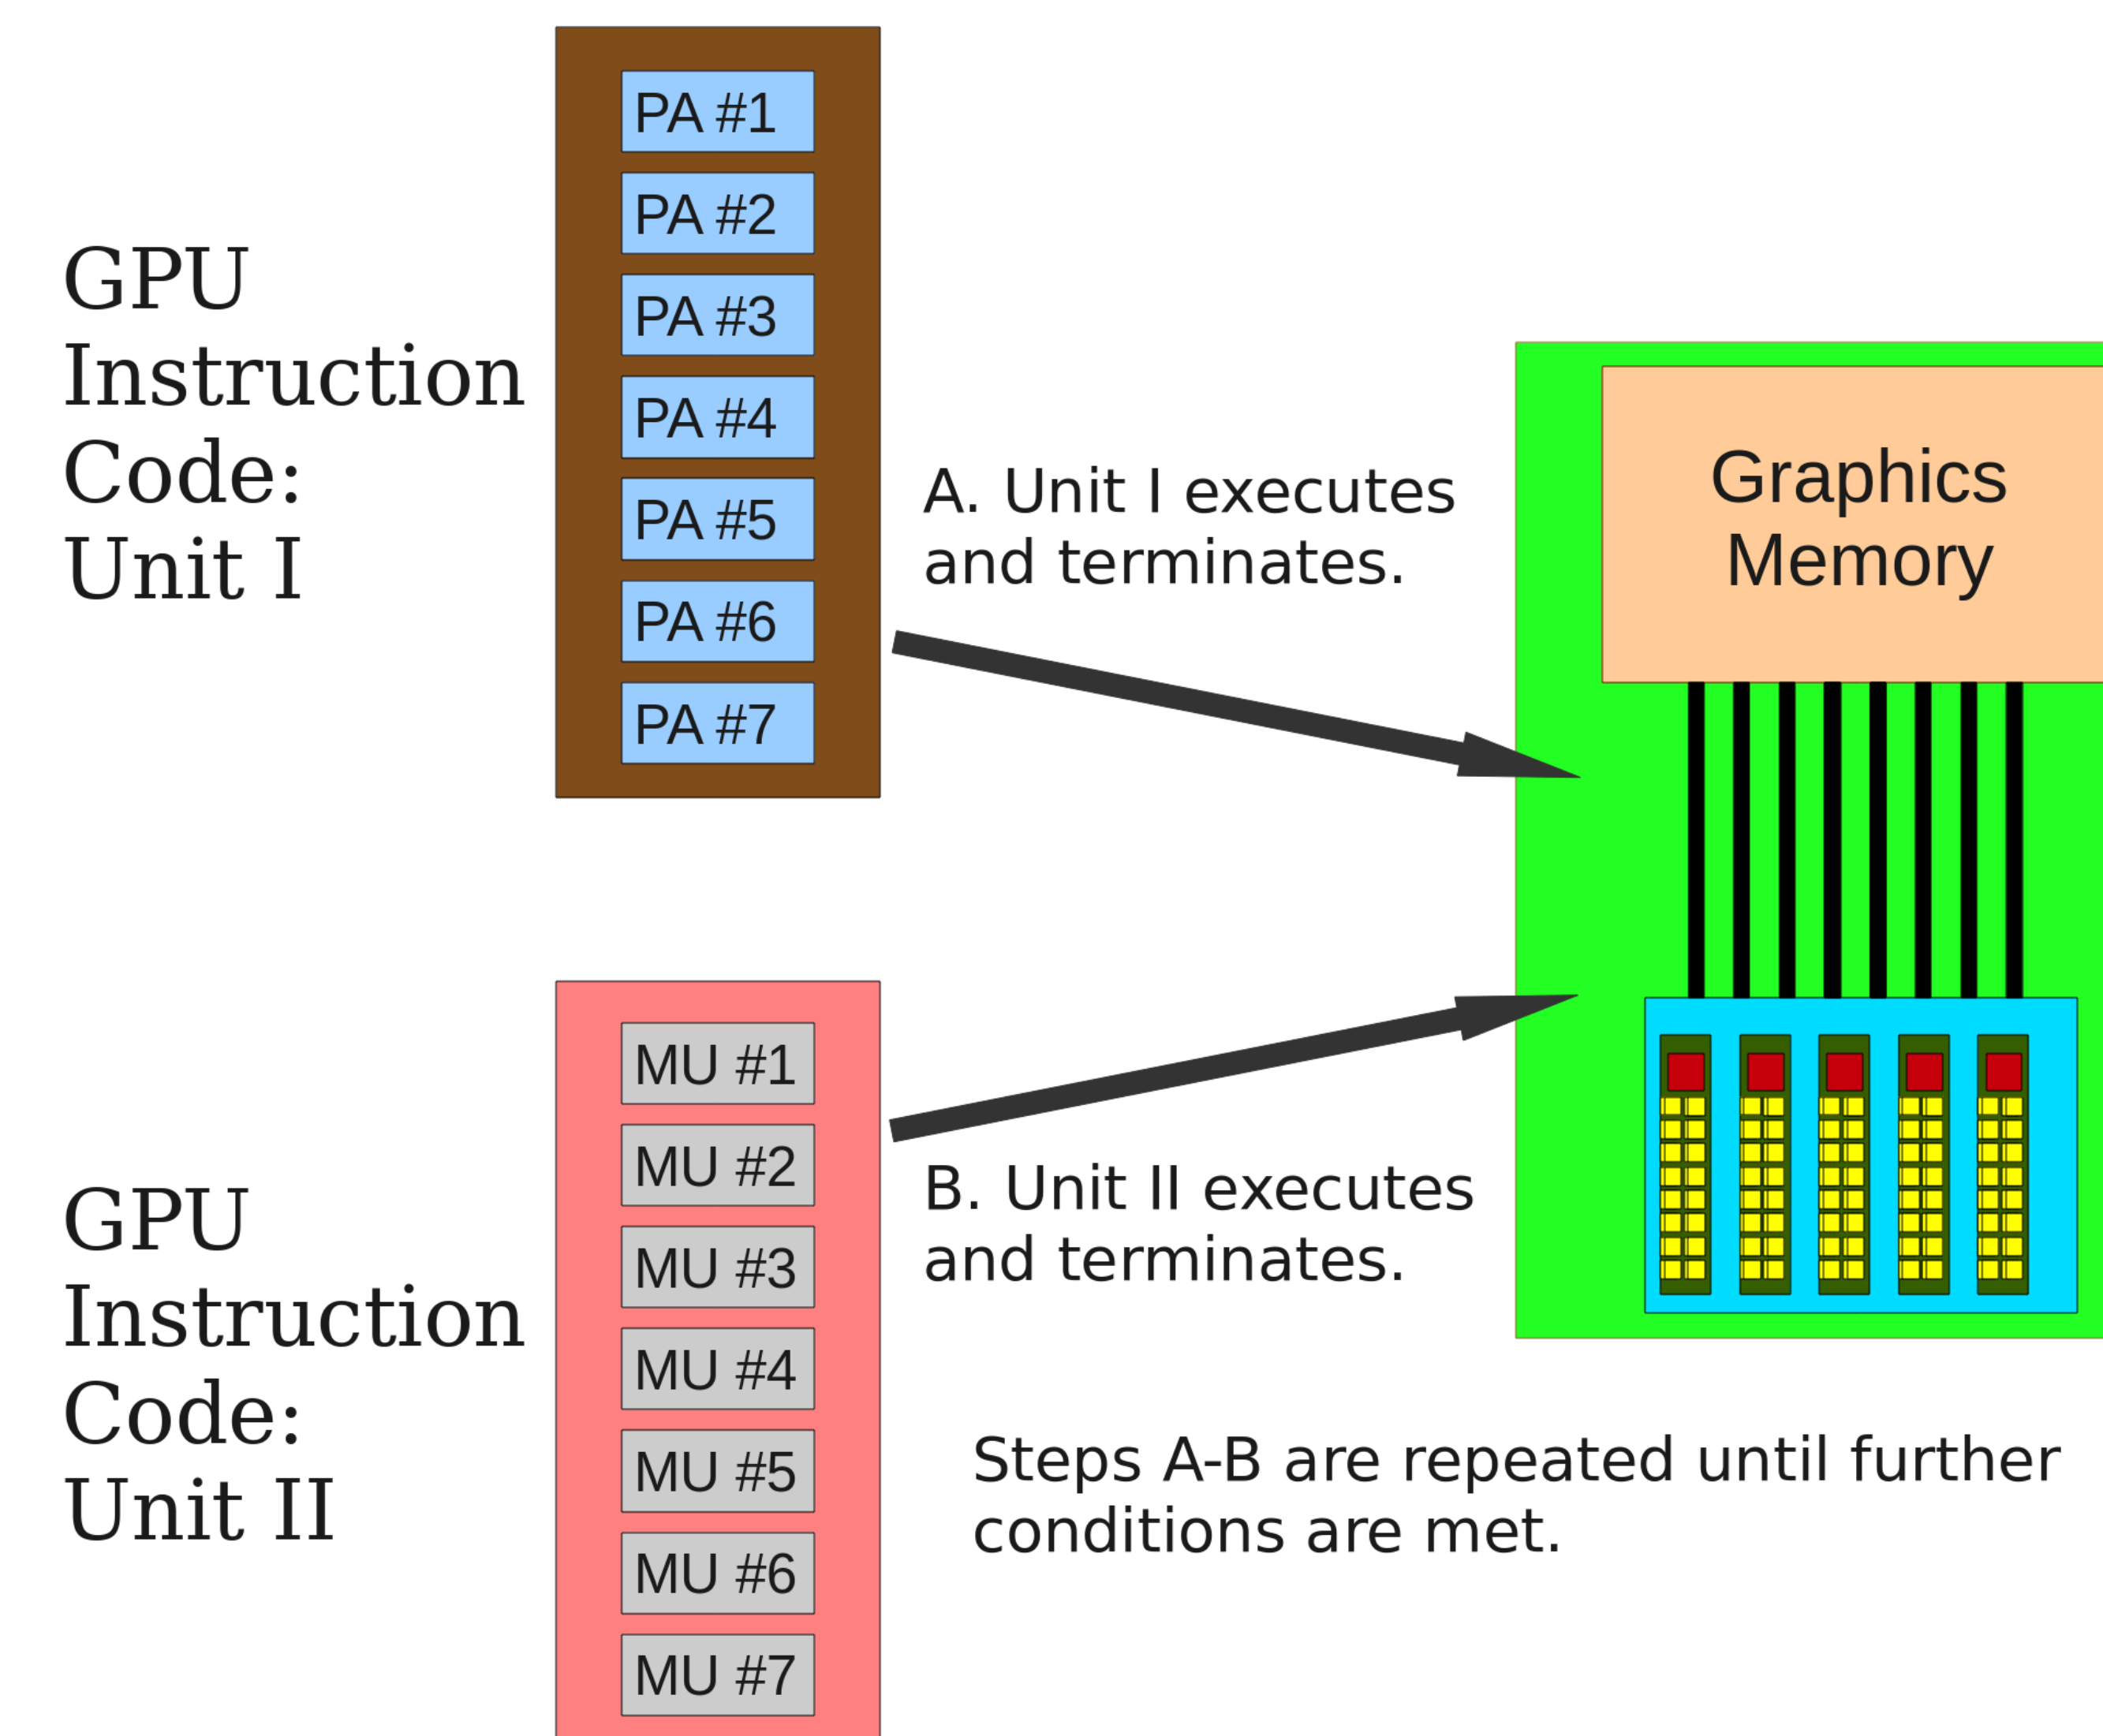 GPU
Instruction
Code:
Unit I
PA #1
PA #2
PA #3
PA #4
PA #5
PA #6
PA #7
A. Unit I executes
and terminates.
Graphics
Memory
GPU
Instruction
Code:
Unit II
MU #1
MU #2
MU #3
MU #4
MU #5
MU #6
MU #7
B. Unit II executes
and terminates.
Steps A-B are repeated until further
conditions are met.